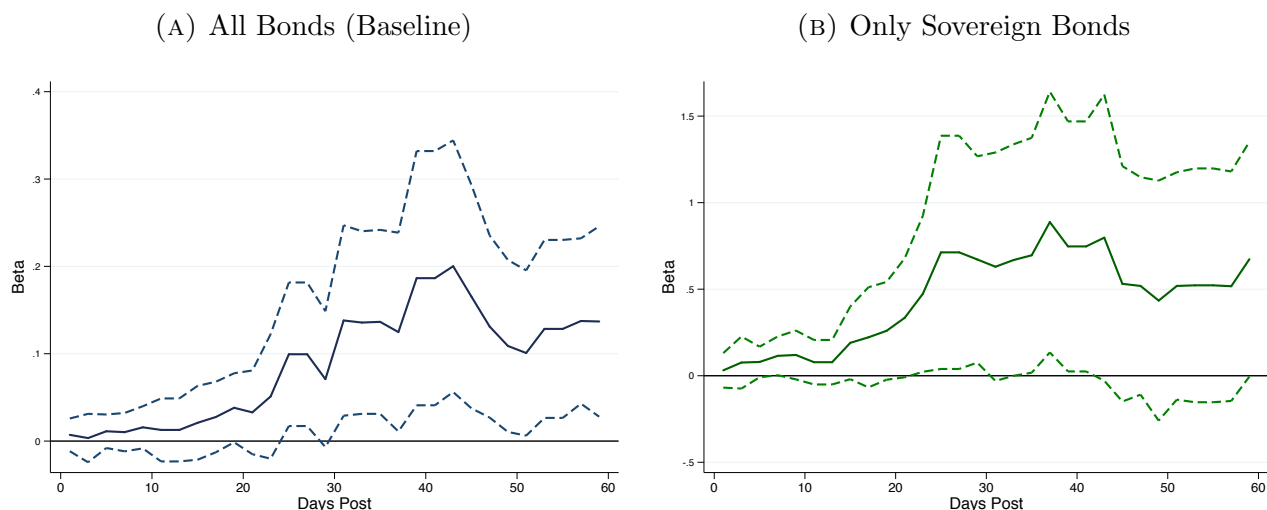 (A) All Bonds (Baseline)
.4
.3
.2
.1
0
Beta
0 10 20 30 40 50 60
Days Post
(B) Only Sovereign Bonds
1.5
1
.5
0
-.5
Beta
0 10 20 30 40 50 60
Days Post